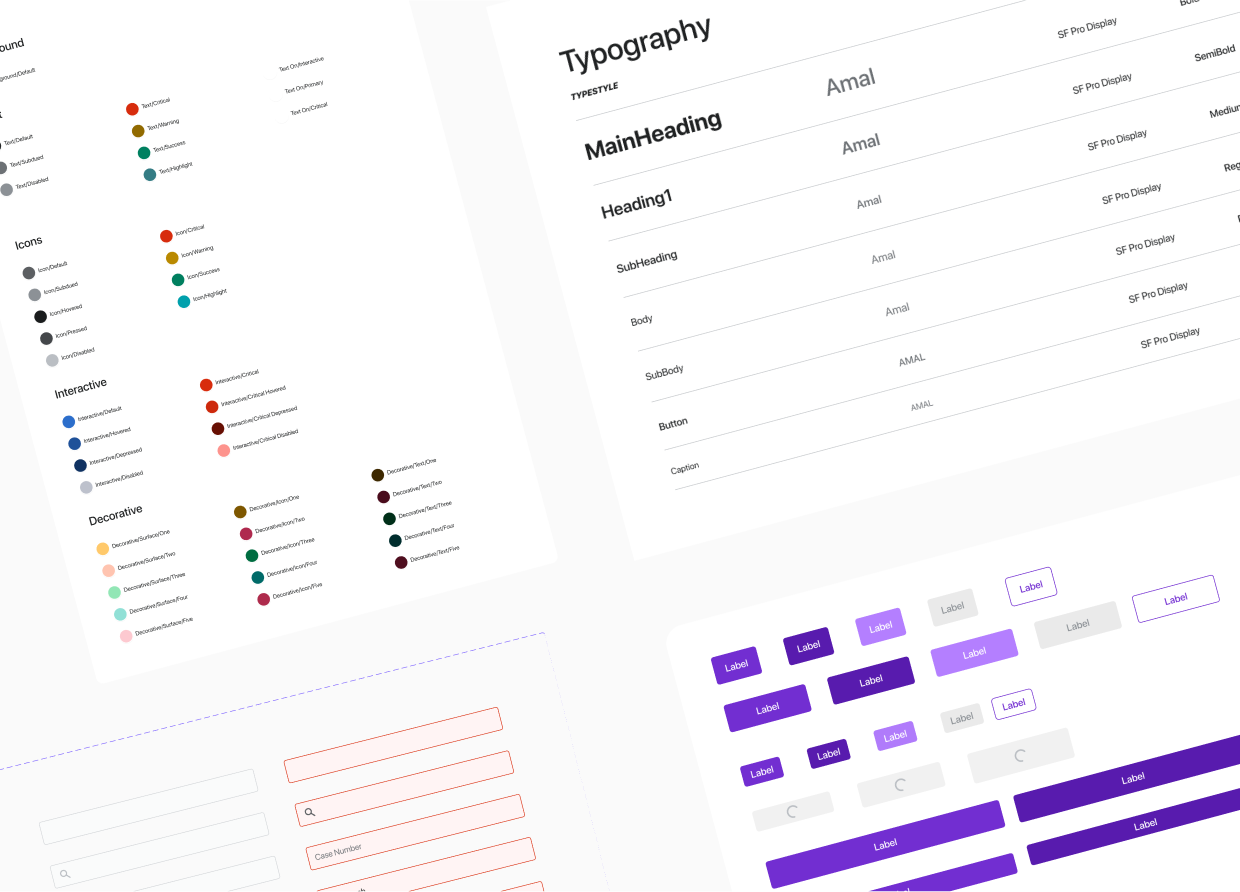 Text/Default
Text/Subdued
Text/Disabled
Text/Critical
Text/Warning
Text/Success
Text/Highlight
Text On/Interactive
Text On/Primary
Text On/Critical
Icons
Icon/Default
Icon/Subdued
Icon/Hovered
Icon/Pressed
Icon/Disabled
Icon/Critical
Icon/Warning
Icon/Success
Icon/Highlight
Interactive
Interactive/Default
Interactive/Hovered
Interactive/Depressed
Interactive/Disabled
Interactive/Critical
Interactive/Critical Hovered
Interactive/Critical Depressed
Interactive/Critical Disabled
Decorative
Decorative/Surface/One
Decorative/Surface/Two
Decorative/Surface/Three
Decorative/Surface/Four
Decorative/Surface/Five
Decorative/Icon/One
Decorative/Icon/Two
Decorative/Icon/Three
Decorative/Icon/Four
Decorative/Icon/Five
Decorative/Text/One
Decorative/Text/Two
Decorative/Text/Three
Decorative/Text/Four
Decorative/Text/Five
Typography
TYPESTYLE
MainHeading Amal SF Pro Display
Heading1 Amal SF Pro Display SemiBold
SubHeading Amal SF Pro Display
Body Amal SF Pro Display
SubBody Amal SF Pro Display
Button AMAL SF Pro Display
Caption AMAL SF Pro Display
Label Label Label Label Label
Label Label Label Label Label
Label Label Label Label Label
Label Label
Label
Case Number